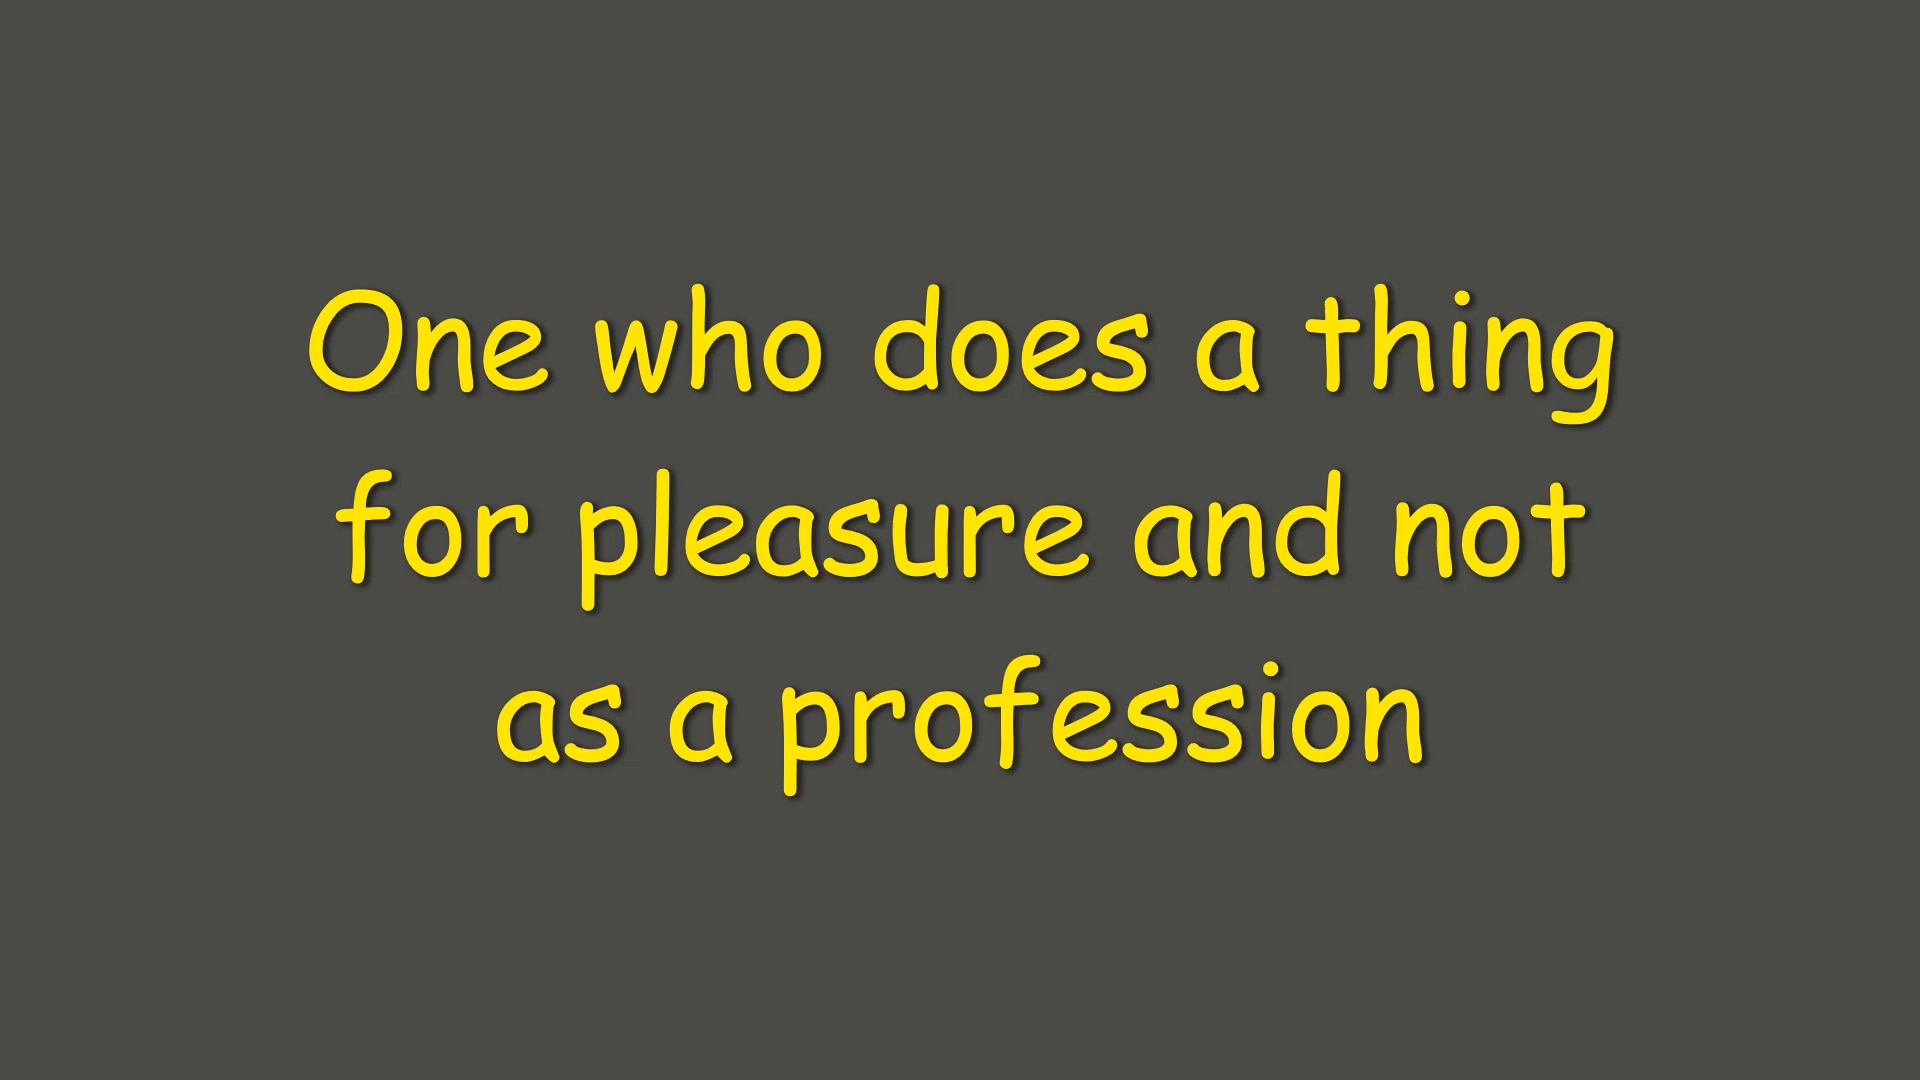 One who does a thing
for pleasure and not
as a profession